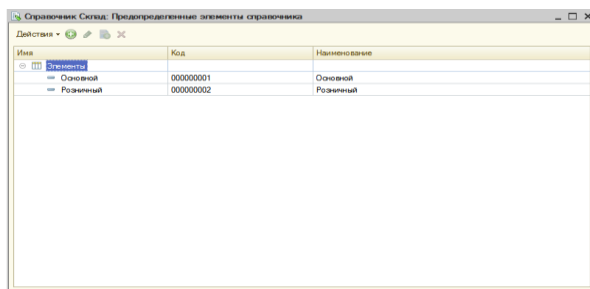 Справочник Склад: Предопределенные элементы справочника
Действия
Имя Код Наименование
Элементы
Основной 000000001 Основной
Розничный 000000002 Розничный